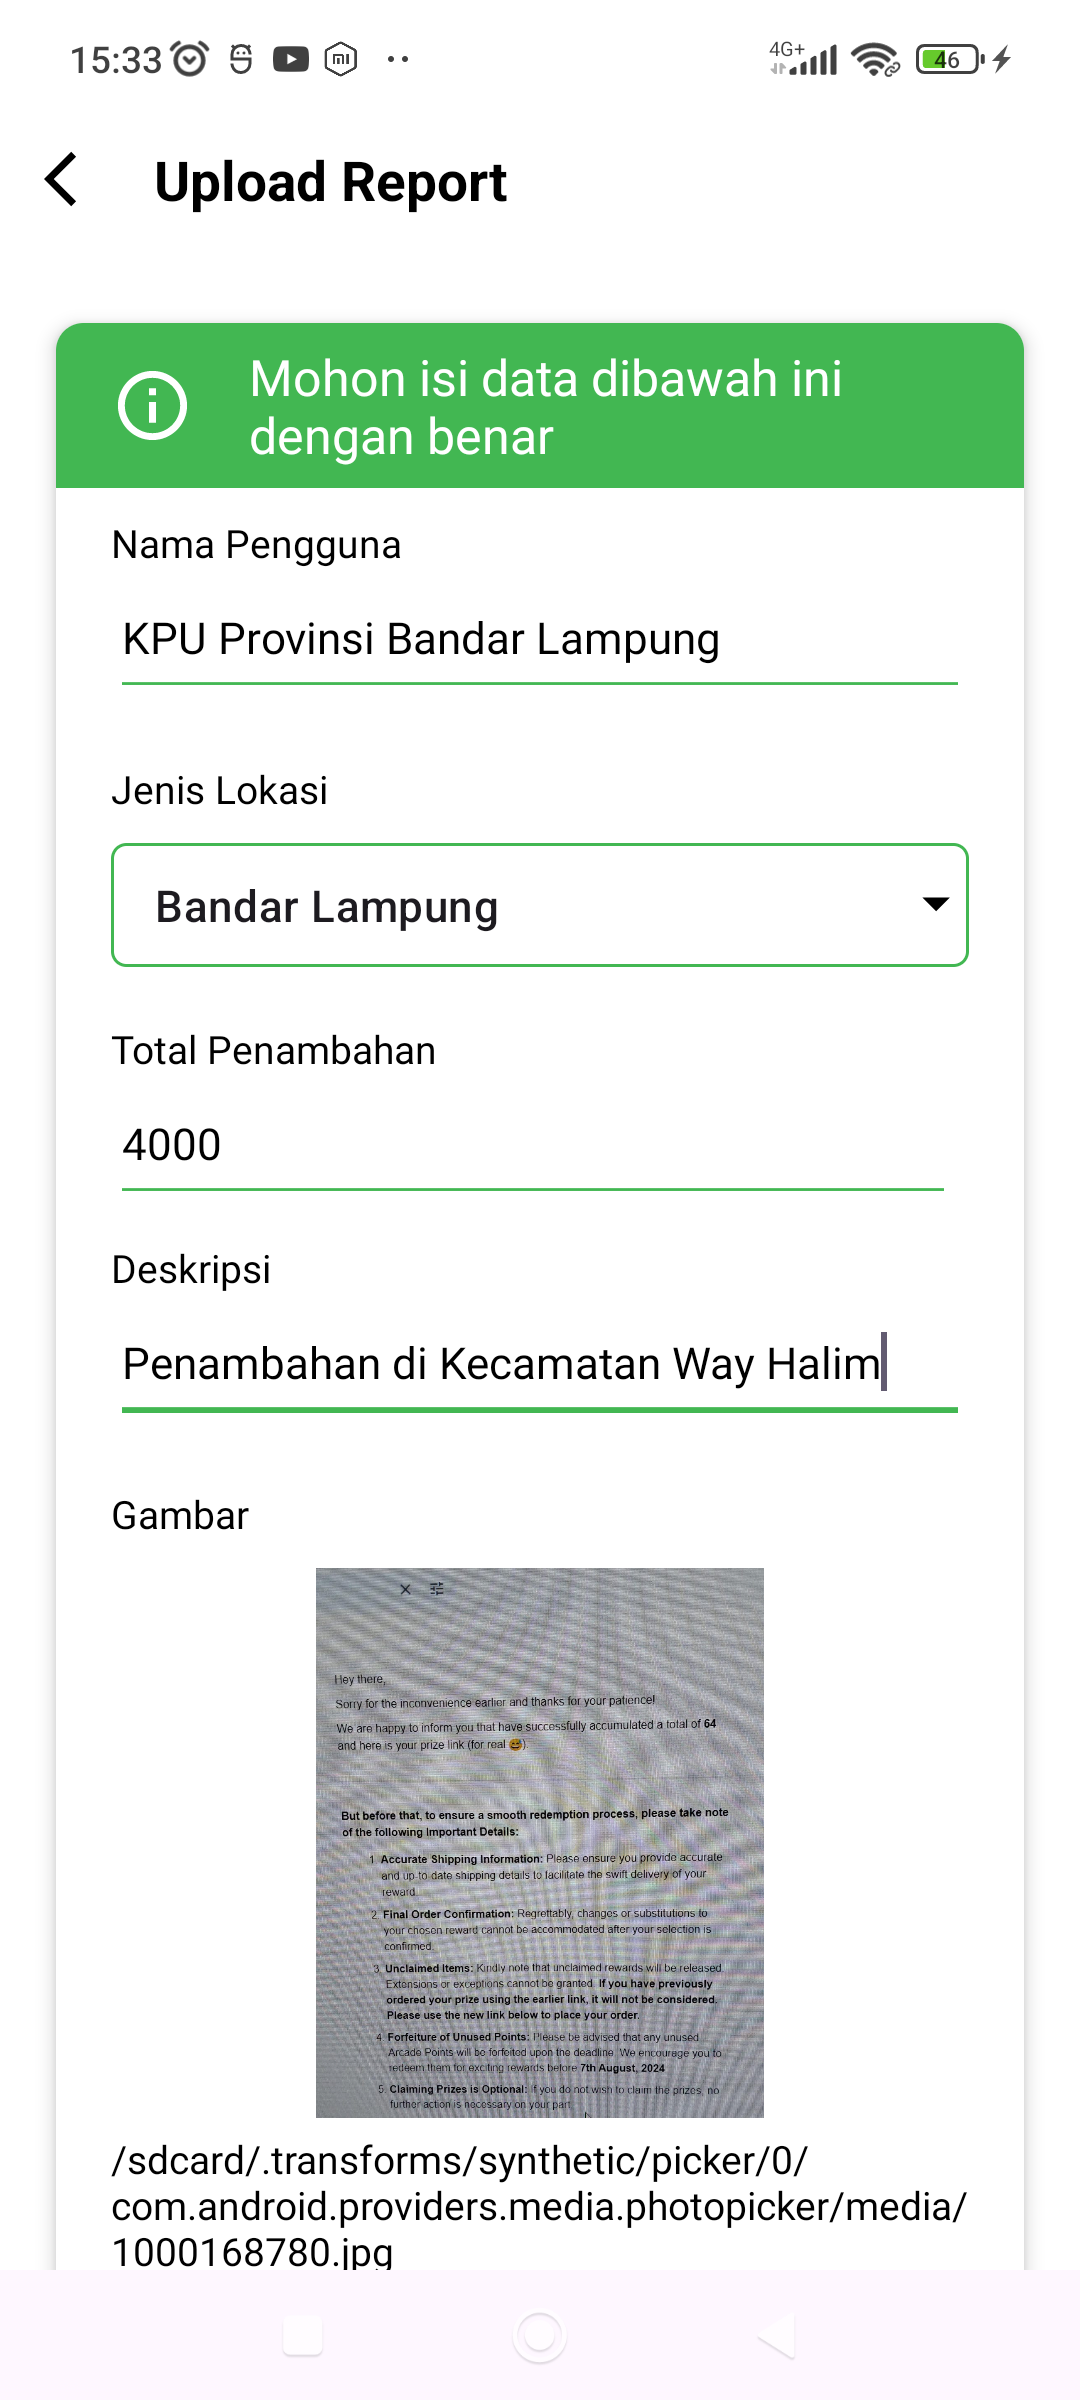 15:33
4G+
46
Upload Report
Mohon isi data dibawah ini
dengan benar
Nama Pengguna
KPU Provinsi Bandar Lampung
Jenis Lokasi
Bandar Lampung
Total Penambahan
4000
Deskripsi
Penambahan di Kecamatan Way Halim
Gambar
Hey there,
Sorry for the inconvenience earlier and thanks for your patience!
We are happy to inform you that have successfully accumulated a total of 64
and here is your prize link (for real 😅)
But before that, to ensure a smooth redemption process, please take note
of the following Important Details:
1. Accurate Shipping Information: Please ensure you provide accurate
and up-to-date shipping details to facilitate the swift delivery of your
reward.
2. Final Order Confirmation: Regrettably, changes or substitutions to
your chosen reward cannot be accommodated after your selection is
confirmed.
3. Unclaimed Items: Kindly note that unclaimed rewards will be released.
Extensions or exceptions cannot be granted. If you have previously
ordered your prize using the earlier link, it will not be considered.
Please use the new link below to place your order.
4. Forfeiture of Unused Points: Please be advised that any unused
Arcade Points will be forfeited upon the deadline. We encourage you to
redeem them for exciting rewards before 7th August, 2024
5. Claiming Prizes is Optional: If you do not wish to claim the prizes, no
further action is necessary on your part.
/sdcard/.transforms/synthetic/picker/0/
com.android.providers.media.photopicker/media/
1000168780.jpg